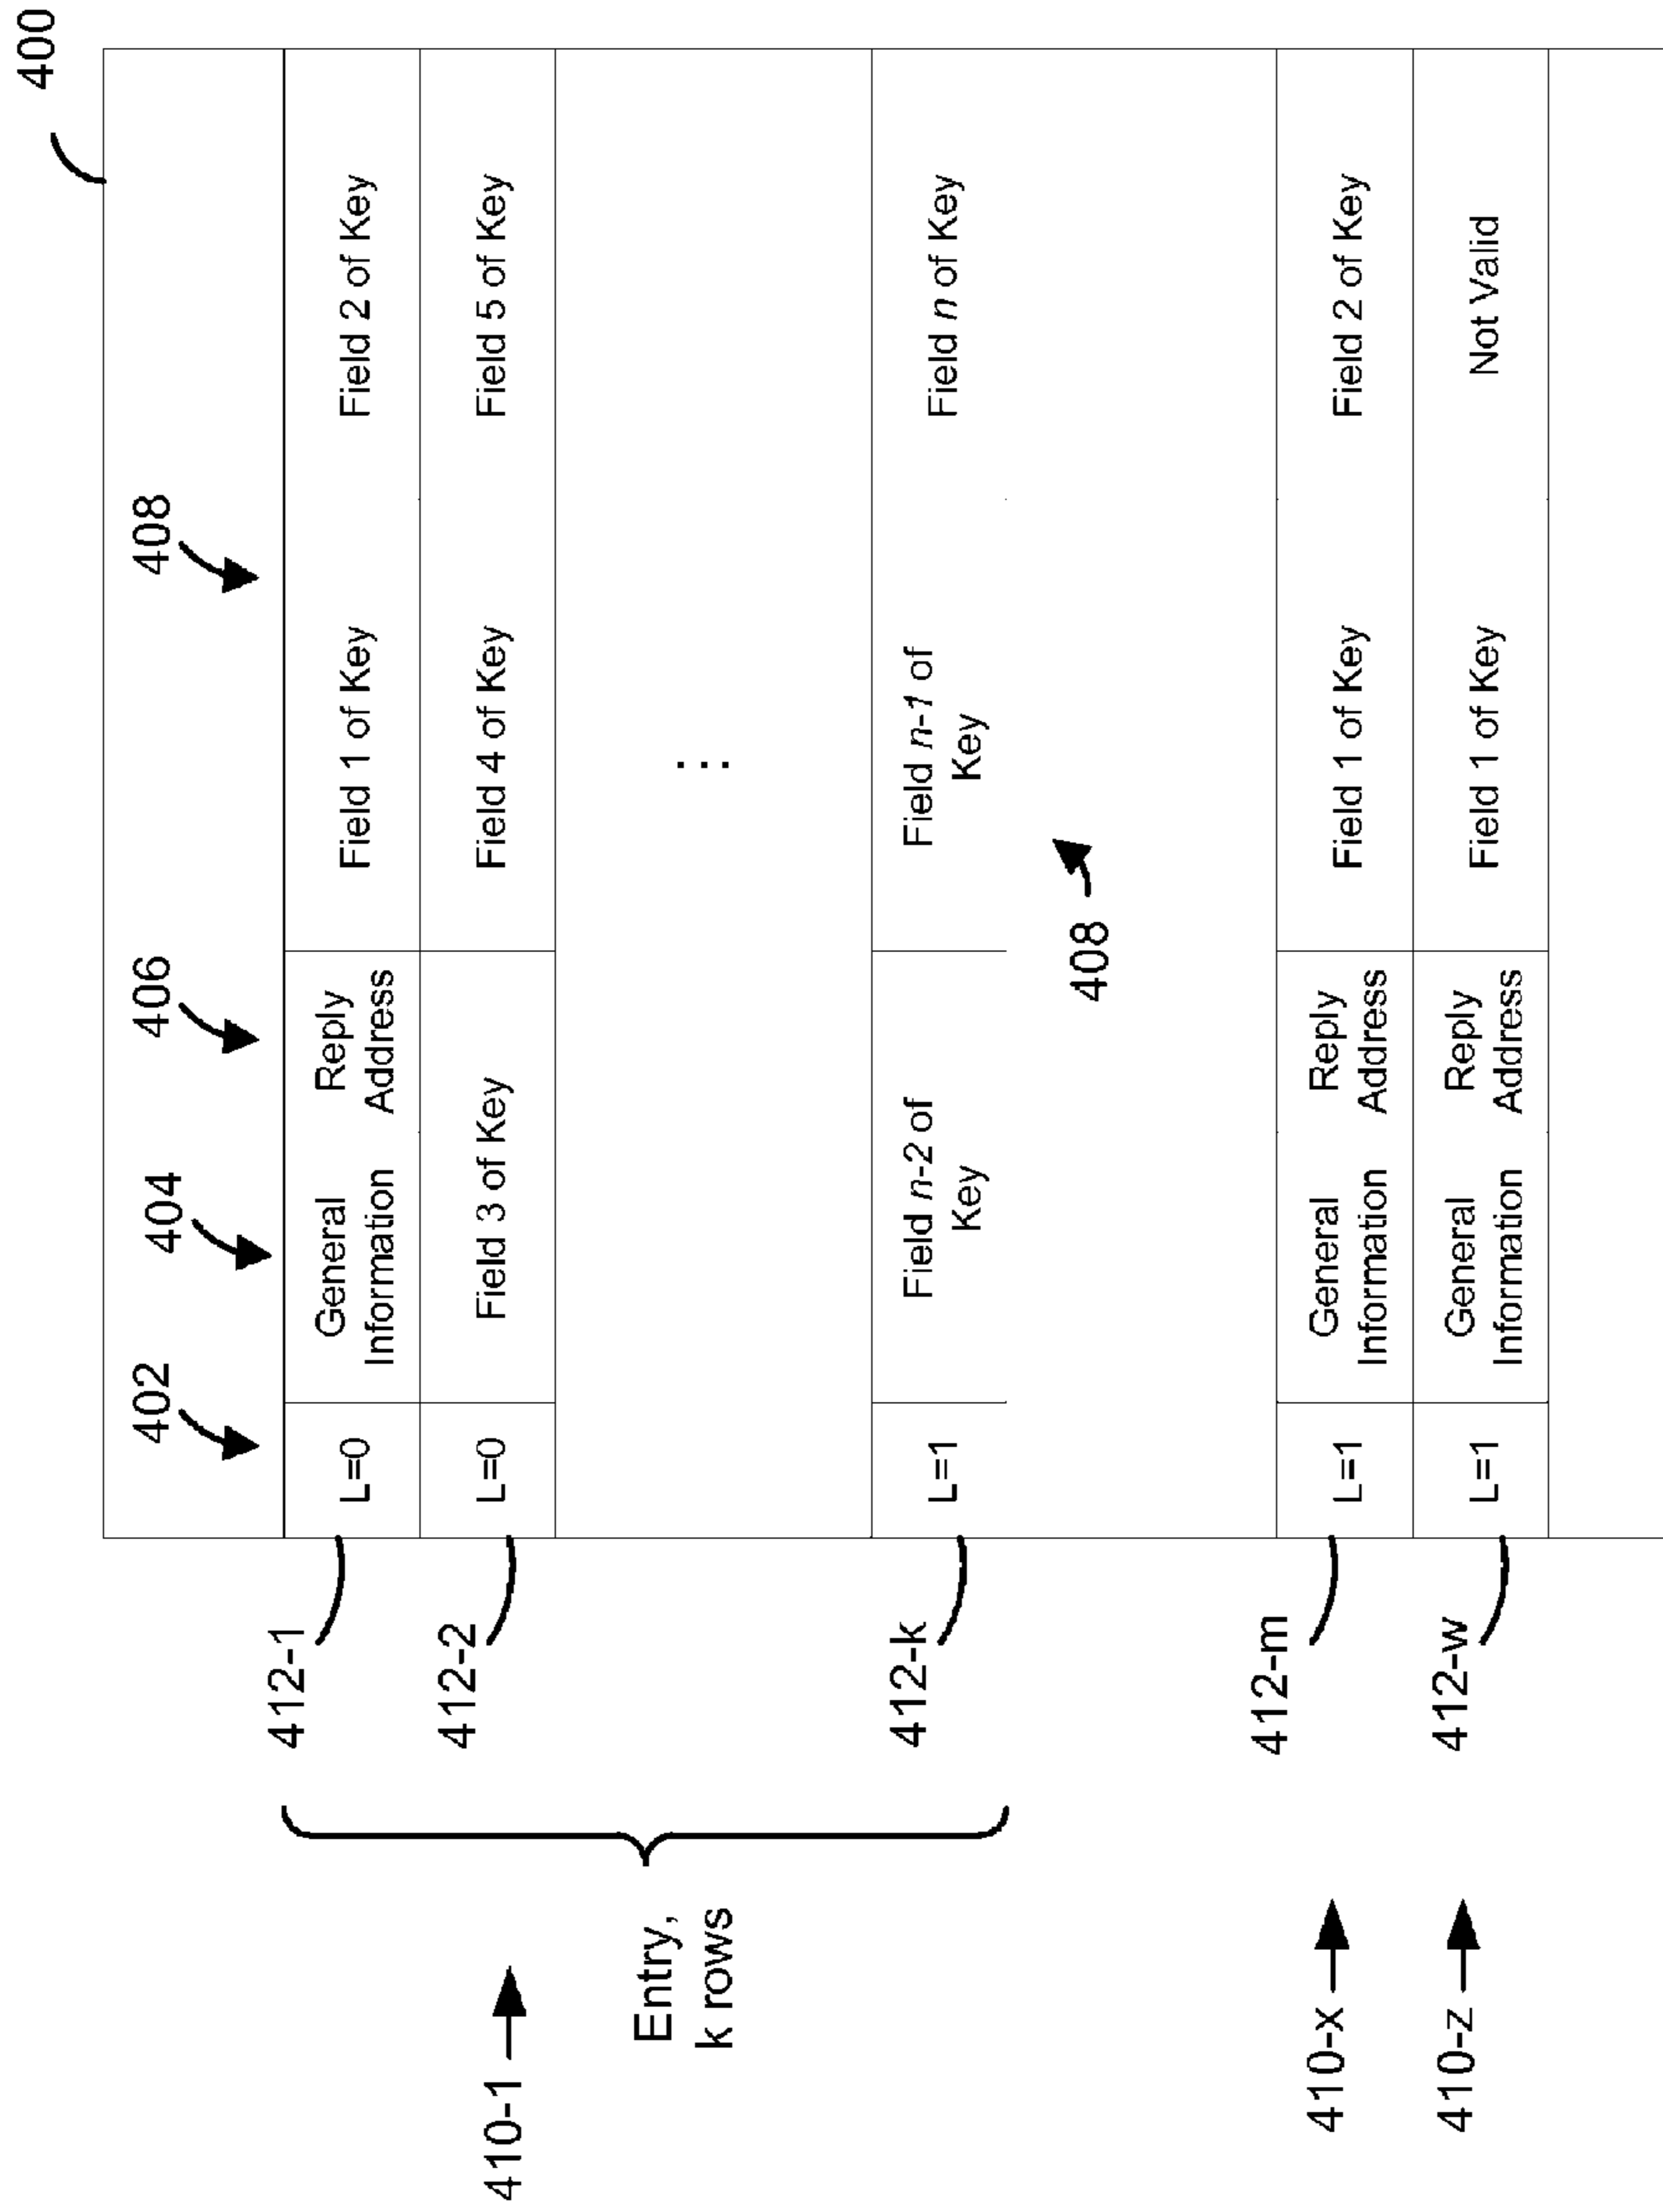 400
402
404
406
408
412-1
L=0
General
Information
Reply
Address
Field 1 of Key
Field 2 of Key
410-1
412-2
L=0
Field 3 of Key
Field 4 of Key
Field 5 of Key
Entry,
k rows
...
412-k
L=1
Field n-2 of
Key
Field n-1 of
Key
Field n of Key
408
410-x
412-m
L=1
General
Information
Reply
Address
Field 1 of Key
Field 2 of Key
410-z
412-w
L=1
General
Information
Reply
Address
Field 1 of Key
Not Valid